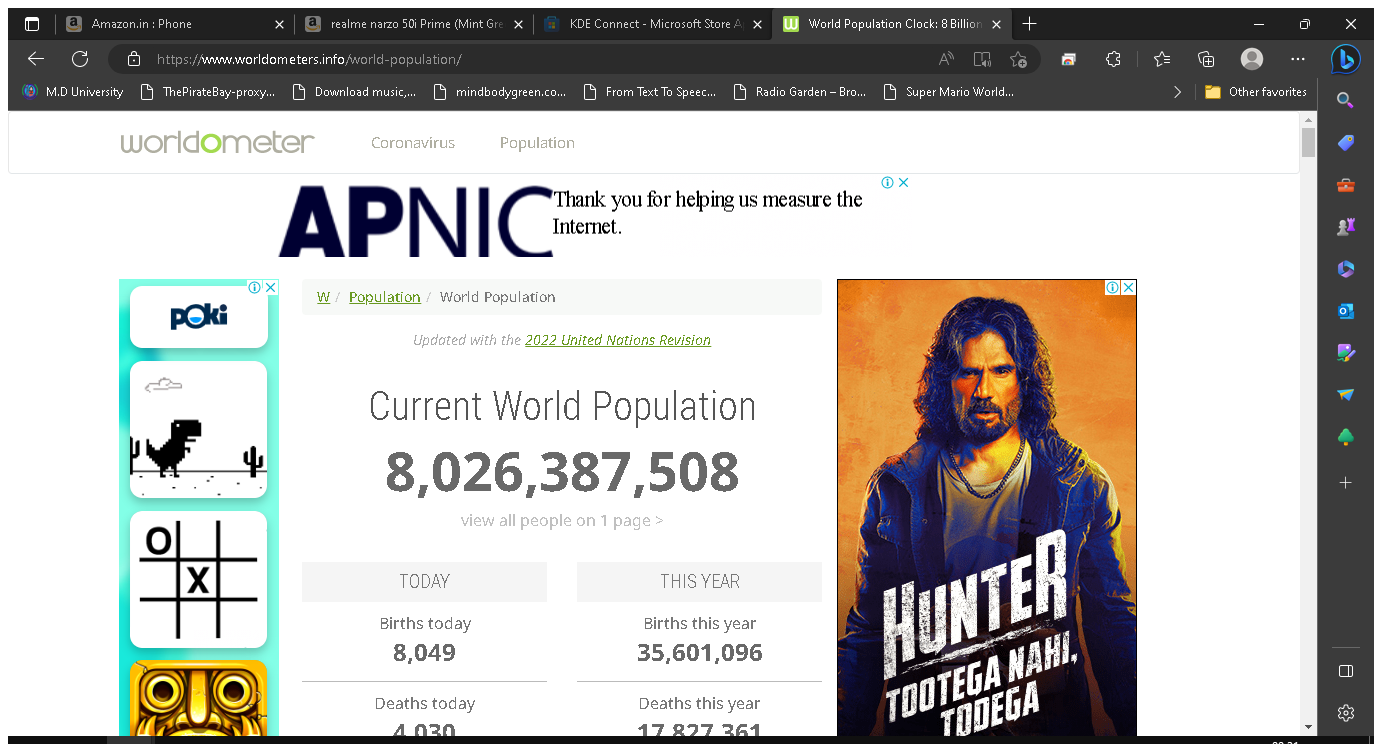 Amazon.in : Phone
realme narzo 50i Prime (Mint Gre
KDE Connect - Microsoft Store A
World Population Clock: 8 Billion
https://www.worldometers.info/world-population/
M.D University
ThePirateBay-proxy...
Download music,...
mindbodygreen.co...
From Text To Speec...
Radio Garden – Bro...
Super Mario World...
Other favorites
worldometer
Coronavirus
Population
APNIC
Thank you for helping us measure the
Internet.
poki
O
X
W / Population / World Population
Updated with the 2022 United Nations Revision
Current World Population
8,026,387,508
view all people on 1 page >
TODAY
Births today
8,049
Deaths today
4,030
THIS YEAR
Births this year
35,601,096
Deaths this year
17,827,361
HUNTER
TOOTEGA NAHI,
TODEGA